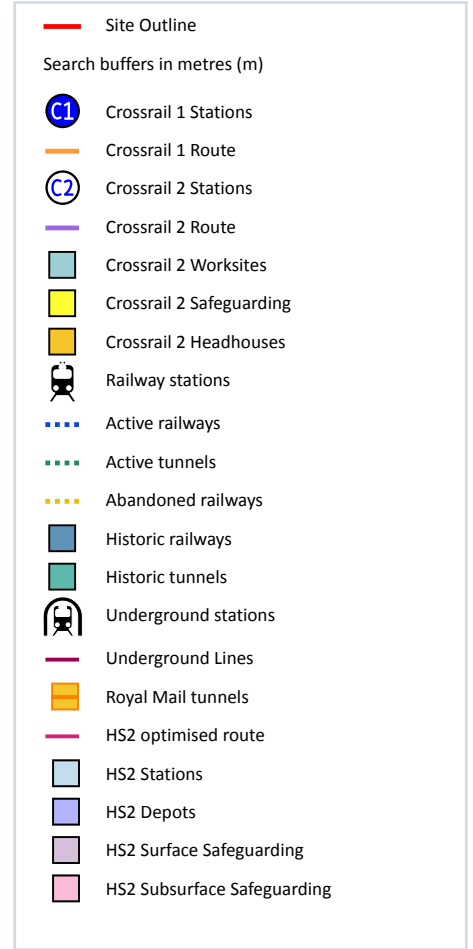 Site Outline
Search buffers in metres (m)
C1 Crossrail 1 Stations
Crossrail 1 Route
C2 Crossrail 2 Stations
Crossrail 2 Route
Crossrail 2 Worksites
Crossrail 2 Safeguarding
Crossrail 2 Headhouses
Railway stations
Active railways
Active tunnels
Abandoned railways
Historic railways
Historic tunnels
Underground stations
Underground Lines
Royal Mail tunnels
HS2 optimised route
HS2 Stations
HS2 Depots
HS2 Surface Safeguarding
HS2 Subsurface Safeguarding